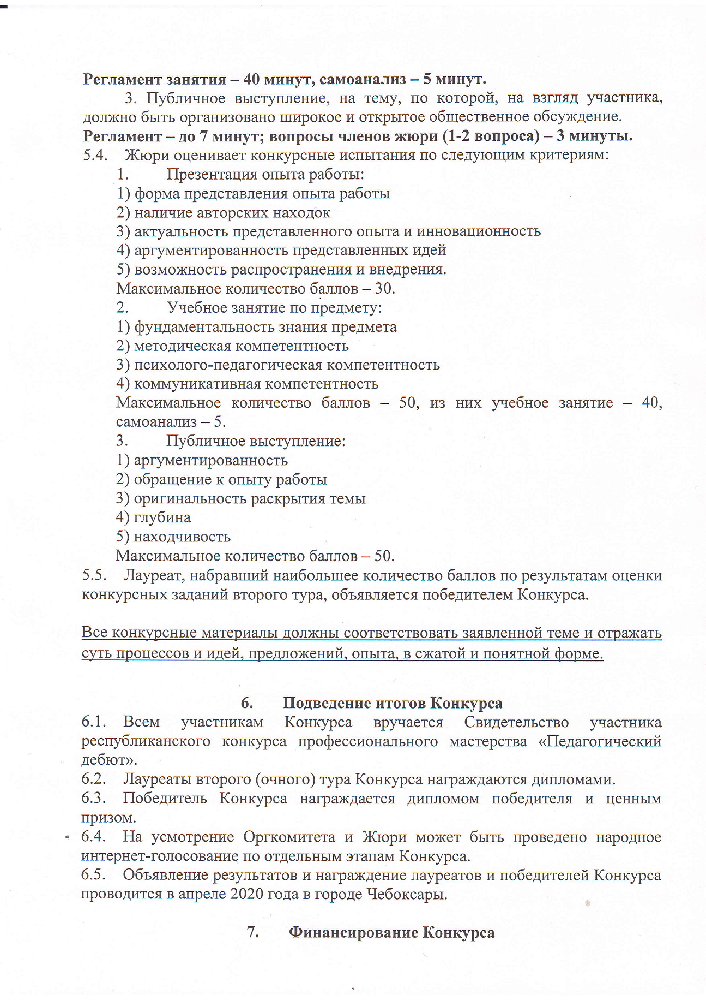 Регламент занятия – 40 минут, самоанализ – 5 минут.
3. Публичное выступление, на тему, по которой, на взгляд участника,
должно быть организовано широкое и открытое общественное обсуждение.
Регламент – до 7 минут; вопросы членов жюри (1-2 вопроса) – 3 минуты.
5.4. Жюри оценивает конкурсные испытания по следующим критериям:
1. Презентация опыта работы:
1) форма представления опыта работы
2) наличие авторских находок
3) актуальность представленного опыта и инновационность
4) аргументированность представленных идей
5) возможность распространения и внедрения.
Максимальное количество баллов – 30.
2. Учебное занятие по предмету:
1) фундаментальность знания предмета
2) методическая компетентность
3) психолого-педагогическая компетентность
4) коммуникативная компетентность
Максимальное количество баллов – 50, из них учебное занятие – 40,
самоанализ – 5.
3. Публичное выступление:
1) аргументированность
2) обращение к опыту работы
3) оригинальность раскрытия темы
4) глубина
5) находчивость
Максимальное количество баллов – 50.
5.5. Лауреат, набравший наибольшее количество баллов по результатам оценки
конкурсных заданий второго тура, объявляется победителем Конкурса.
Все конкурсные материалы должны соответствовать заявленной теме и отражать
суть процессов и идей, предложений, опыта, в сжатой и понятной форме.
6. Подведение итогов Конкурса
6.1. Всем участникам Конкурса вручается Свидетельство участника
республиканского конкурса профессионального мастерства «Педагогический
дебют».
6.2. Лауреаты второго (очного) тура Конкурса награждаются дипломами.
6.3. Победитель Конкурса награждается дипломом победителя и ценным
призом.
6.4. На усмотрение Оргкомитета и Жюри может быть проведено народное
интернет-голосование по отдельным этапам Конкурса.
6.5. Объявление результатов и награждение лауреатов и победителей Конкурса
проводится в апреле 2020 года в городе Чебоксары.
7. Финансирование Конкурса